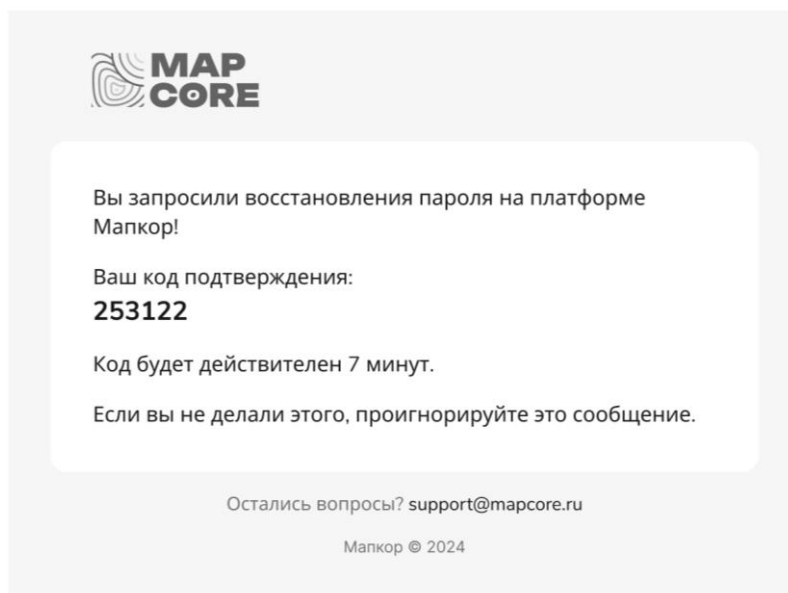 MAP
CORE
Вы запросили восстановления пароля на платформе
Мапкор!
Ваш код подтверждения:
253122
Код будет действителен 7 минут.
Если вы не делали этого, проигнорируйте это сообщение.
Остались вопросы? support@mapcore.ru
Мапкор © 2024